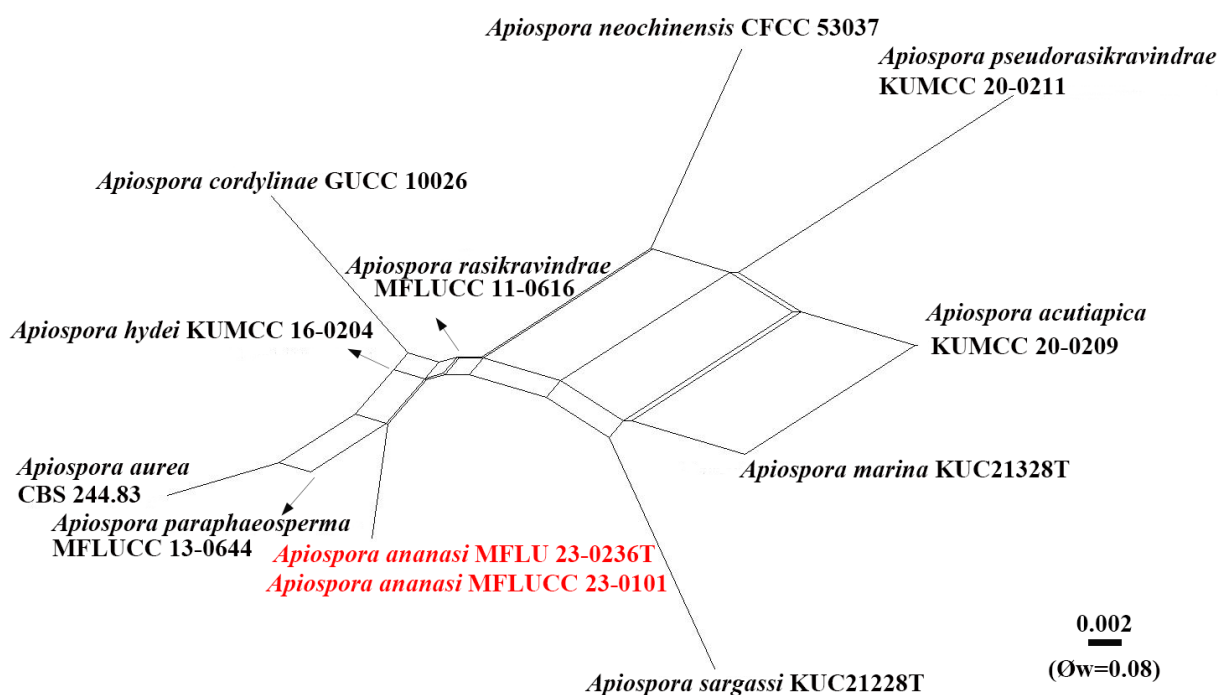 Apiospora neochinensis CFCC 53037
Apiospora pseudorasikravindrae
KUMCC 20-0211
Apiospora cordylinae GUCC 10026
Apiospora rasikravindrae
MFLUCC 11-0616
Apiospora hydei KUMCC 16-0204
Apiospora acutiapica
KUMCC 20-0209
Apiospora aurea
CBS 244.83
Apiospora marina KUC21328T
Apiospora paraphaeosperma
MFLUCC 13-0644
Apiospora ananasi MFLU 23-0236T
Apiospora ananasi MFLUCC 23-0101
0.002
(Øw=0.08)
Apiospora sargassi KUC21228T